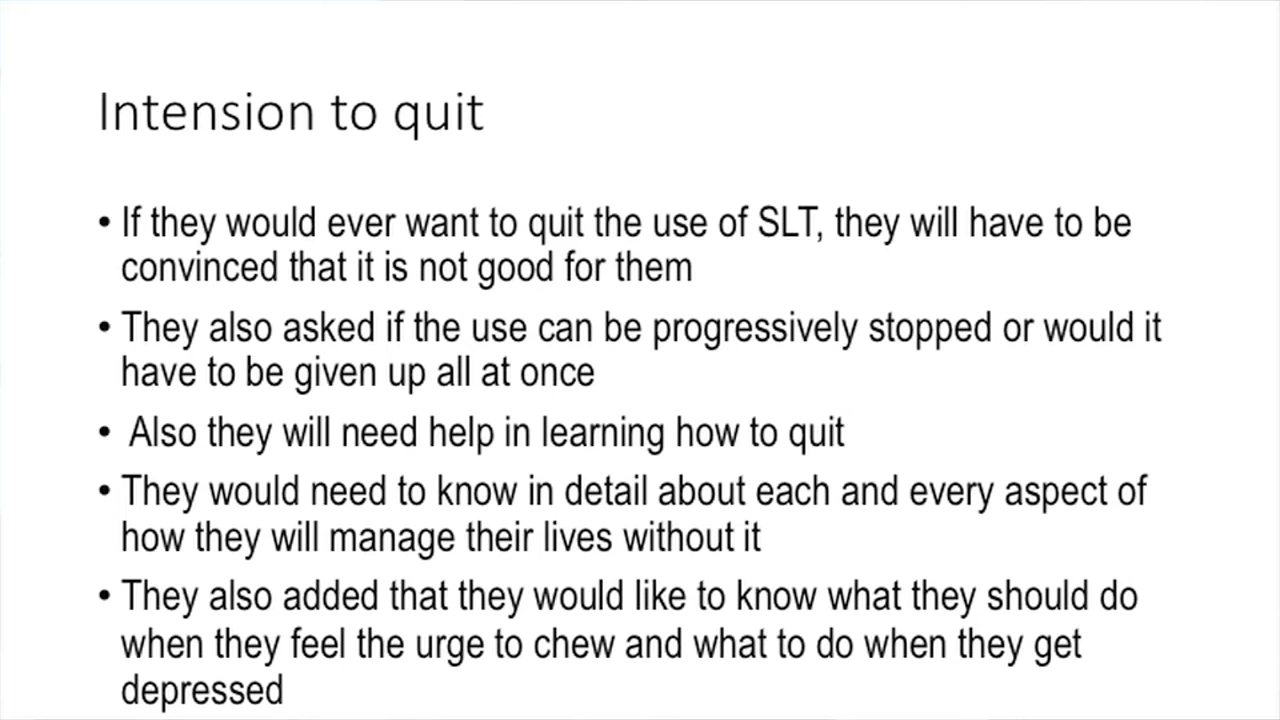 Intension to quit
• If they would ever want to quit the use of SLT, they will have to be
convinced that it is not good for them
• They also asked if the use can be progressively stopped or would it
have to be given up all at once
• Also they will need help in learning how to quit
• They would need to know in detail about each and every aspect of
how they will manage their lives without it
• They also added that they would like to know what they should do
when they feel the urge to chew and what to do when they get
depressed